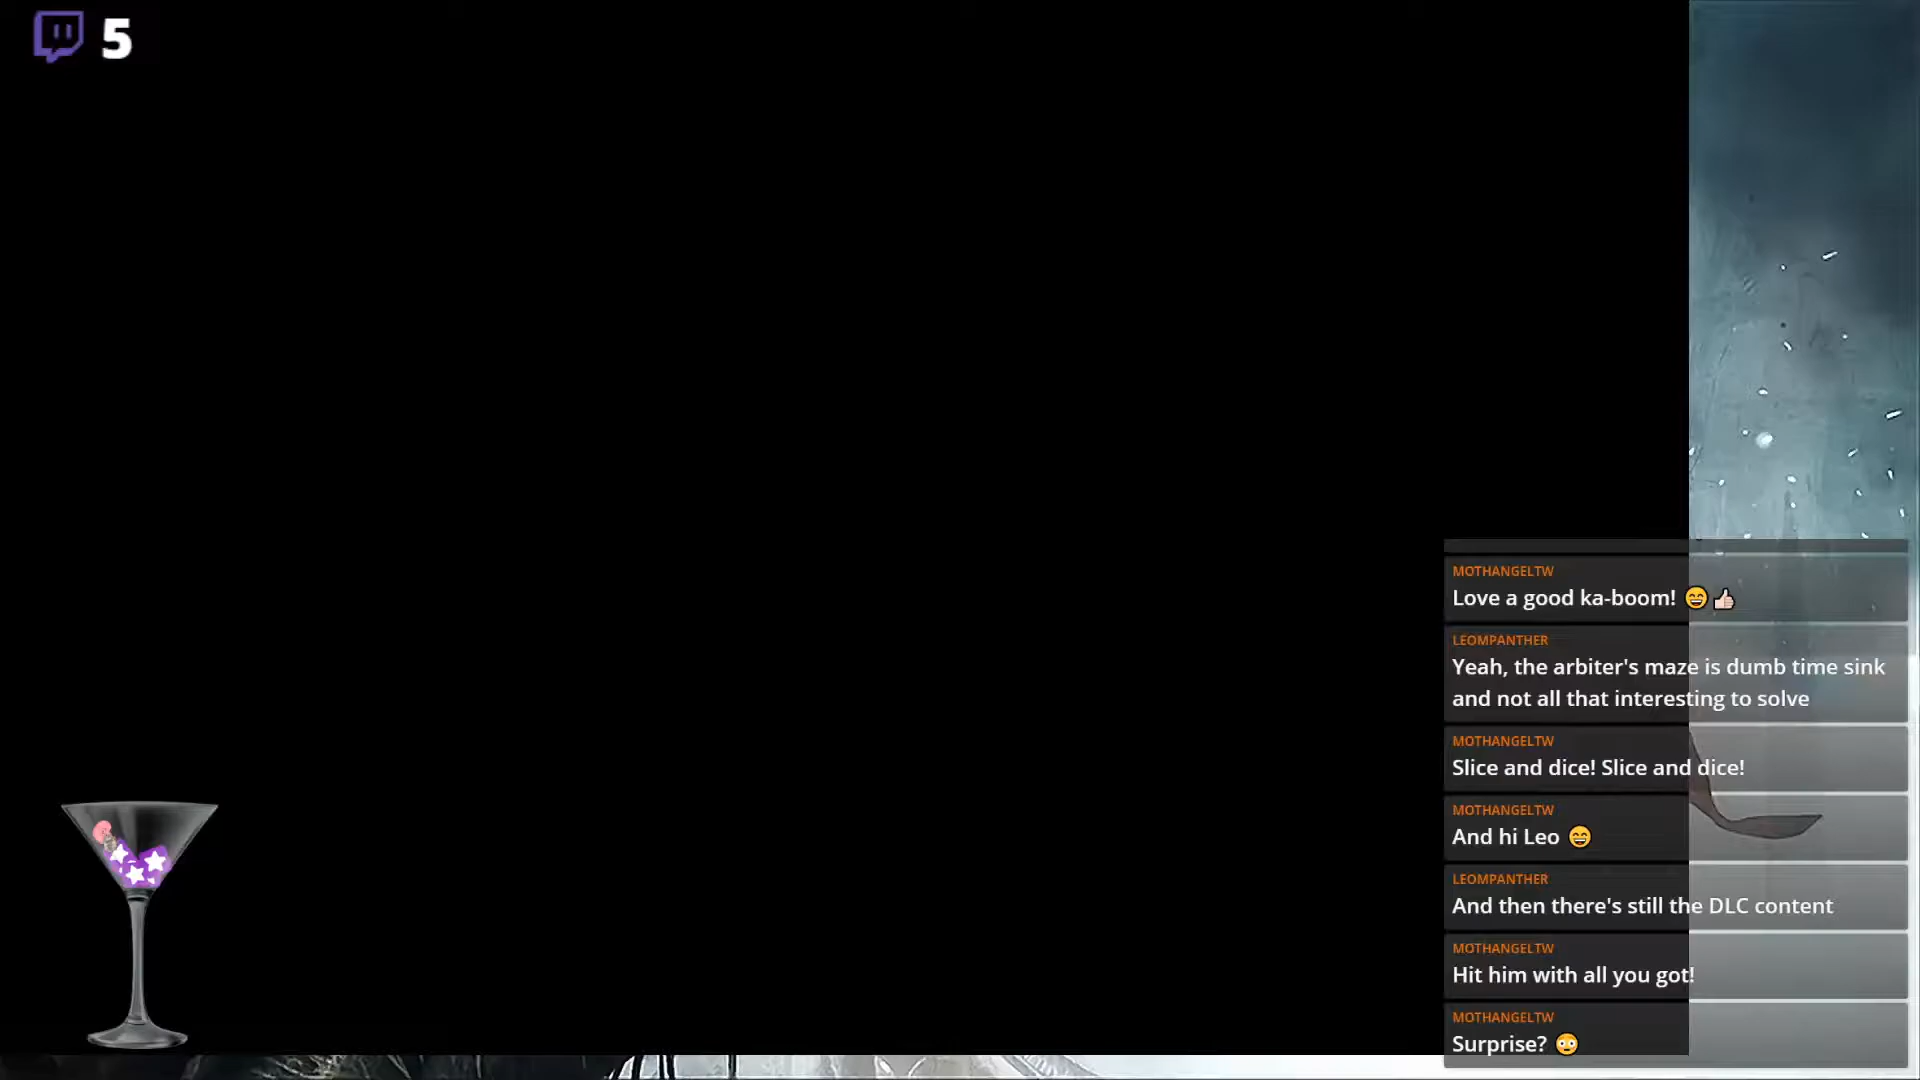 5
MOTHANGELTW
Love a good ka-boom! 😄👍🏻
LEOMPANTHER
Yeah, the arbiter's maze is dumb time sink
and not all that interesting to solve
MOTHANGELTW
Slice and dice! Slice and dice!
MOTHANGELTW
And hi Leo 😄
LEOMPANTHER
And then there's still the DLC content
MOTHANGELTW
Hit him with all you got!
MOTHANGELTW
Surprise? 😳